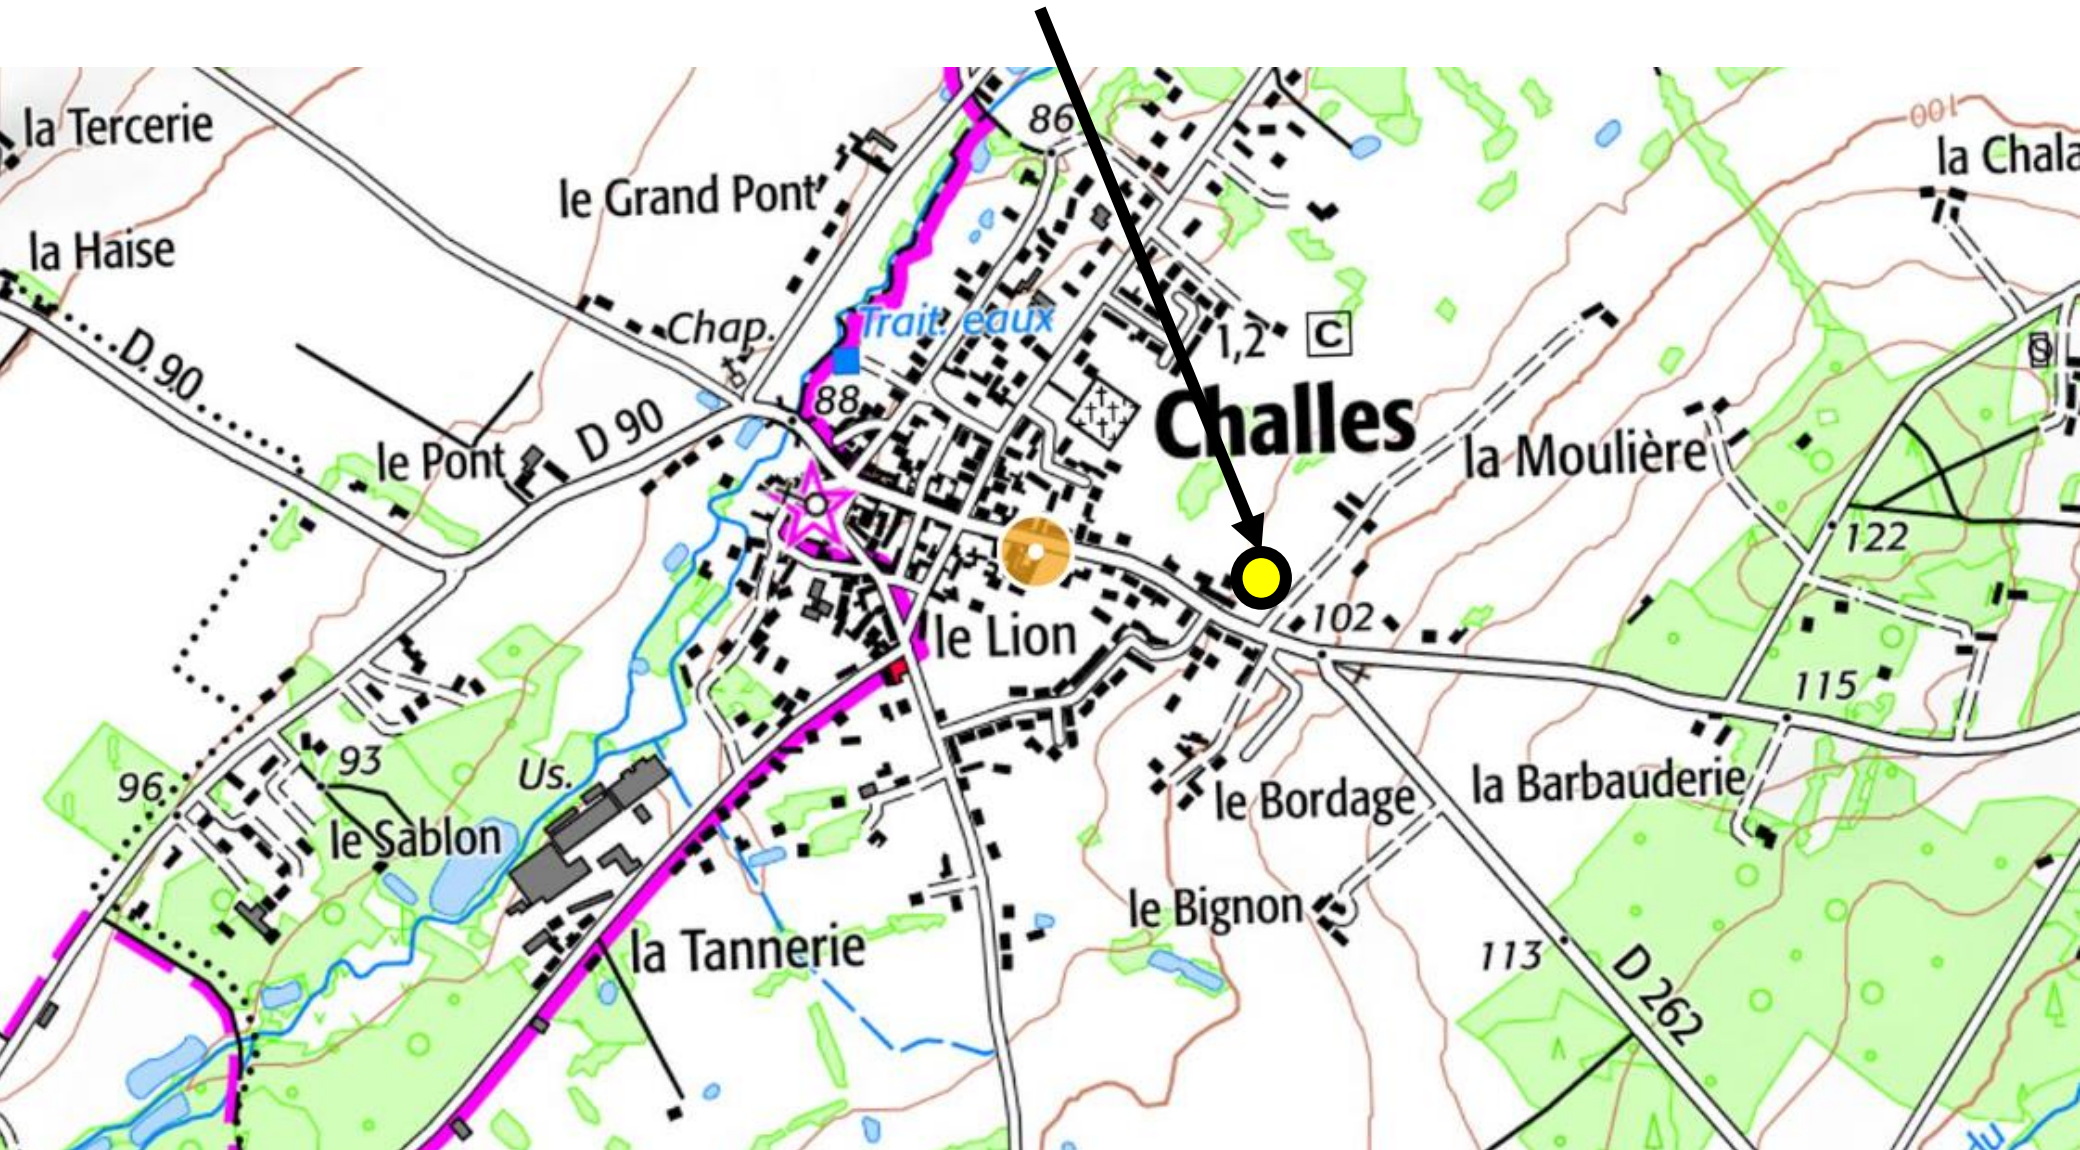 86
100
la Tercerie
la Chala
le Grand Pont
la Haise
Chap.
Trait. eaux
1,2
C
D 90
88
D 90
Challes
le Pont
la Moulière
122
102
le Lion
115
93
96
Us.
le Bordage
la Barbauderie
le Sablon
le Bignon
la Tannerie
113
D 262
du